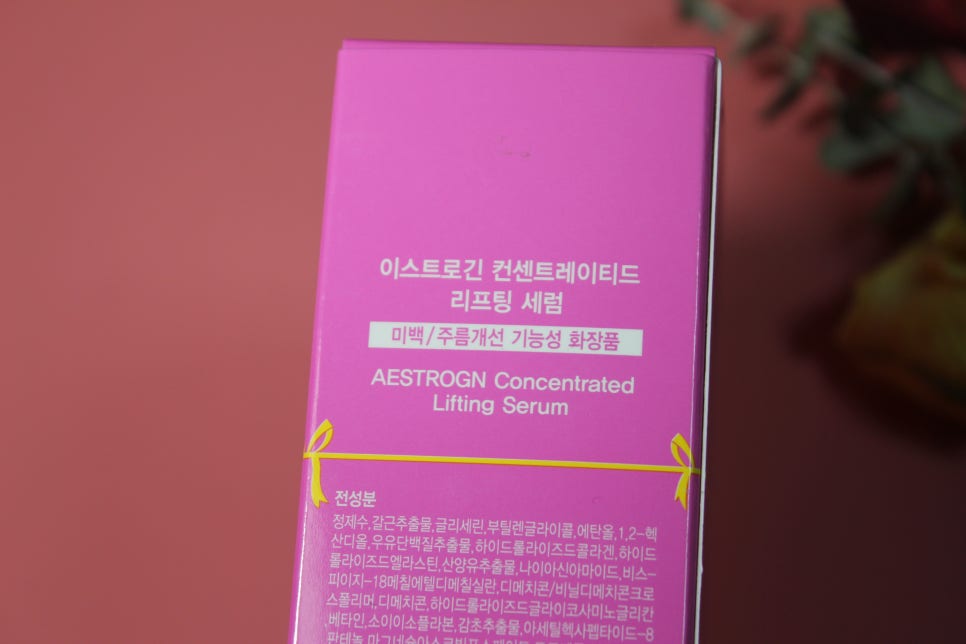 이스트로긴 컨센트레이티드
리프팅 세럼
미백/주름개선 기능성 화장품
AESTROGN Concentrated
Lifting Serum
전성분
정제수,갈근추출물,글리세린,부틸렌글라이콜,에탄올,1,2-헥
산디올,우유단백질추출물,하이드롤라이즈드콜라겐,하이드
롤라이즈드엘라스틴,산양유추출물,나이아신아마이드,비스-
피이지-18메칠에텔디메칠실란,디메치콘/비닐디메치콘크로
스폴리머,디메치콘,하이드롤라이즈드글라이코사미노글리칸
,베타인,소이이소플라본,감초추출물,아세틸헥사펩타이드-8